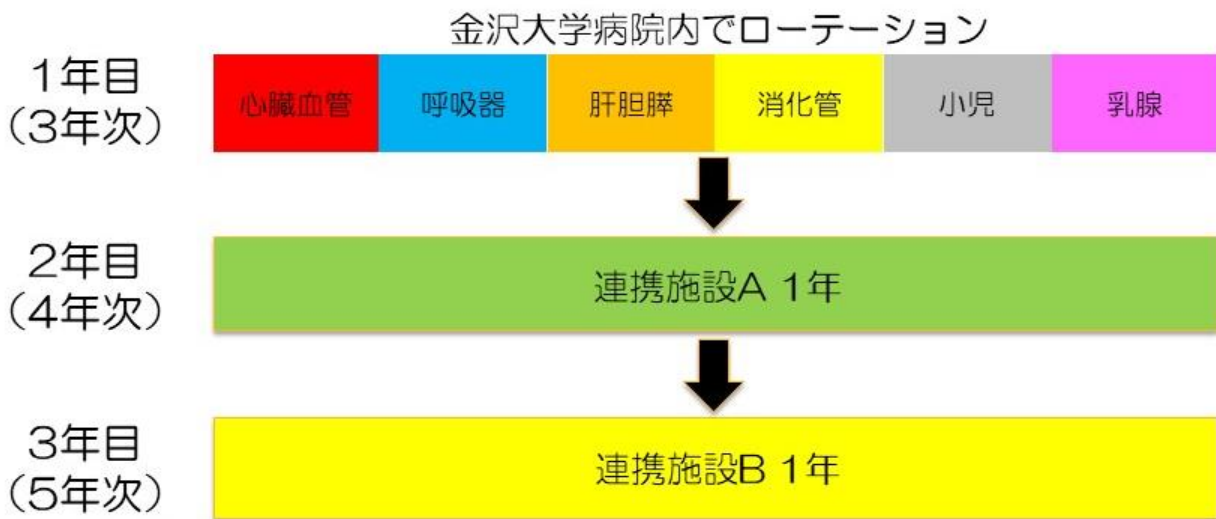 金沢大学病院内でローテーション
1年目
(3年次)
心臓血管 呼吸器 肝胆膵 消化管 小児 乳腺
2年目
(4年次)
連携施設A 1年
3年目
(5年次)
連携施設B 1年